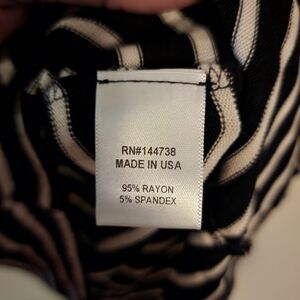 RN#144738
MADE IN USA
95% RAYON
5% SPANDEX